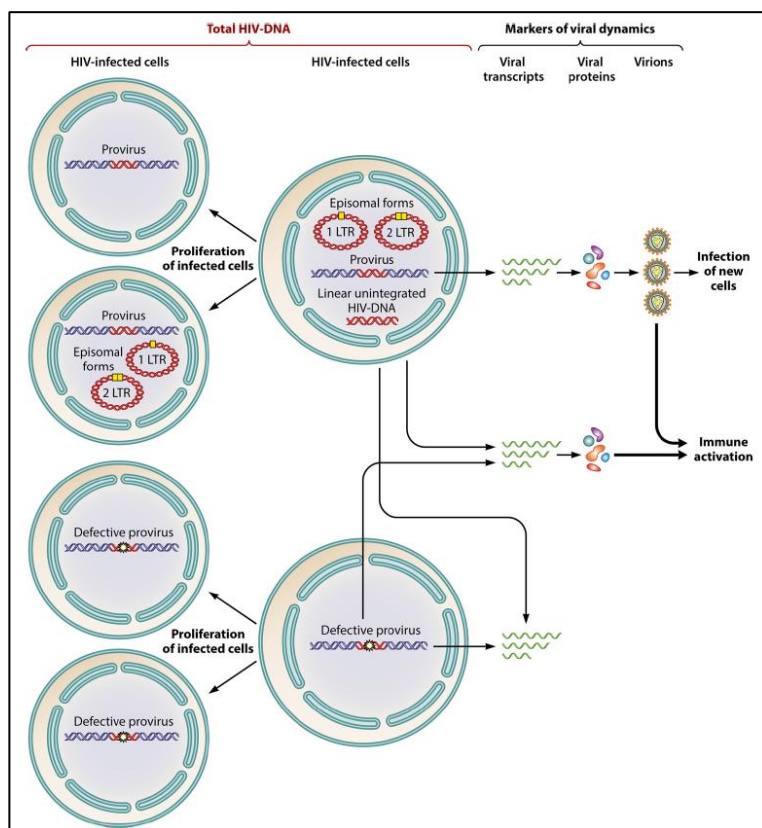 Total HIV-DNA
Markers of viral dynamics
HIV-infected cells
HIV-infected cells
Viral
transcripts
Viral
proteins
Virions
Provirus
Proliferation
of infected cells
Provirus
Episomal
forms
1 LTR
2 LTR
Episomal forms
1 LTR
2 LTR
Provirus
Linear unintegrated
HIV-DNA
Infection
of new
cells
Immune
activation
Defective provirus
Proliferation
of infected cells
Defective provirus
Defective provirus